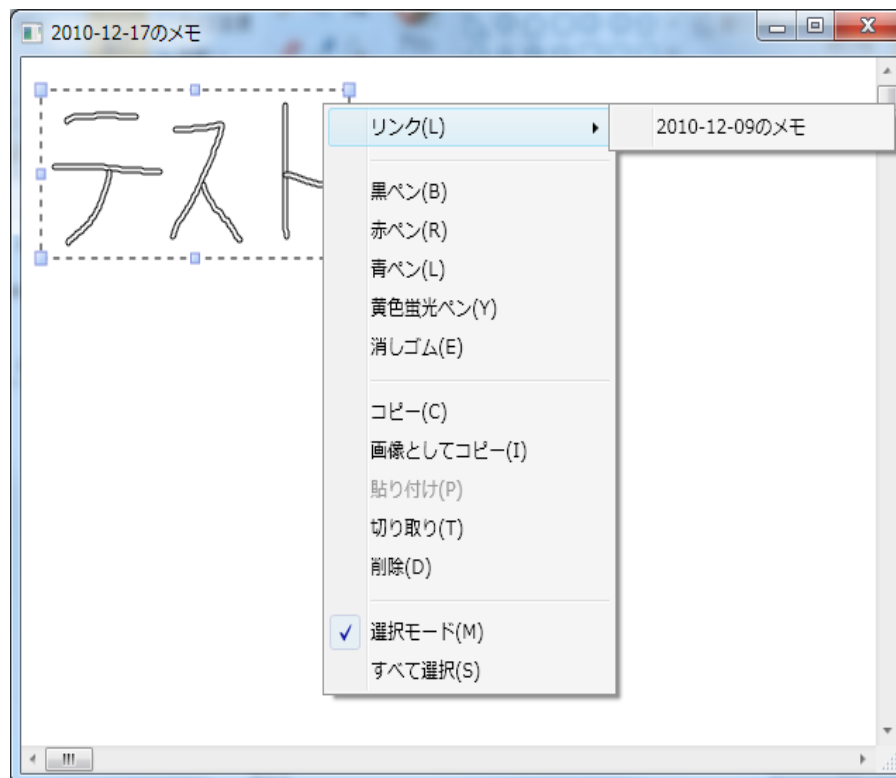 2010-12-17のメモ
テスト
リンク(L)
2010-12-09のメモ
黒ペン(B)
赤ペン(R)
青ペン(L)
黄色蛍光ペン(Y)
消しゴム(E)
コピー(C)
画像としてコピー(I)
貼り付け(P)
切り取り(T)
削除(D)
選択モード(M)
すべて選択(S)